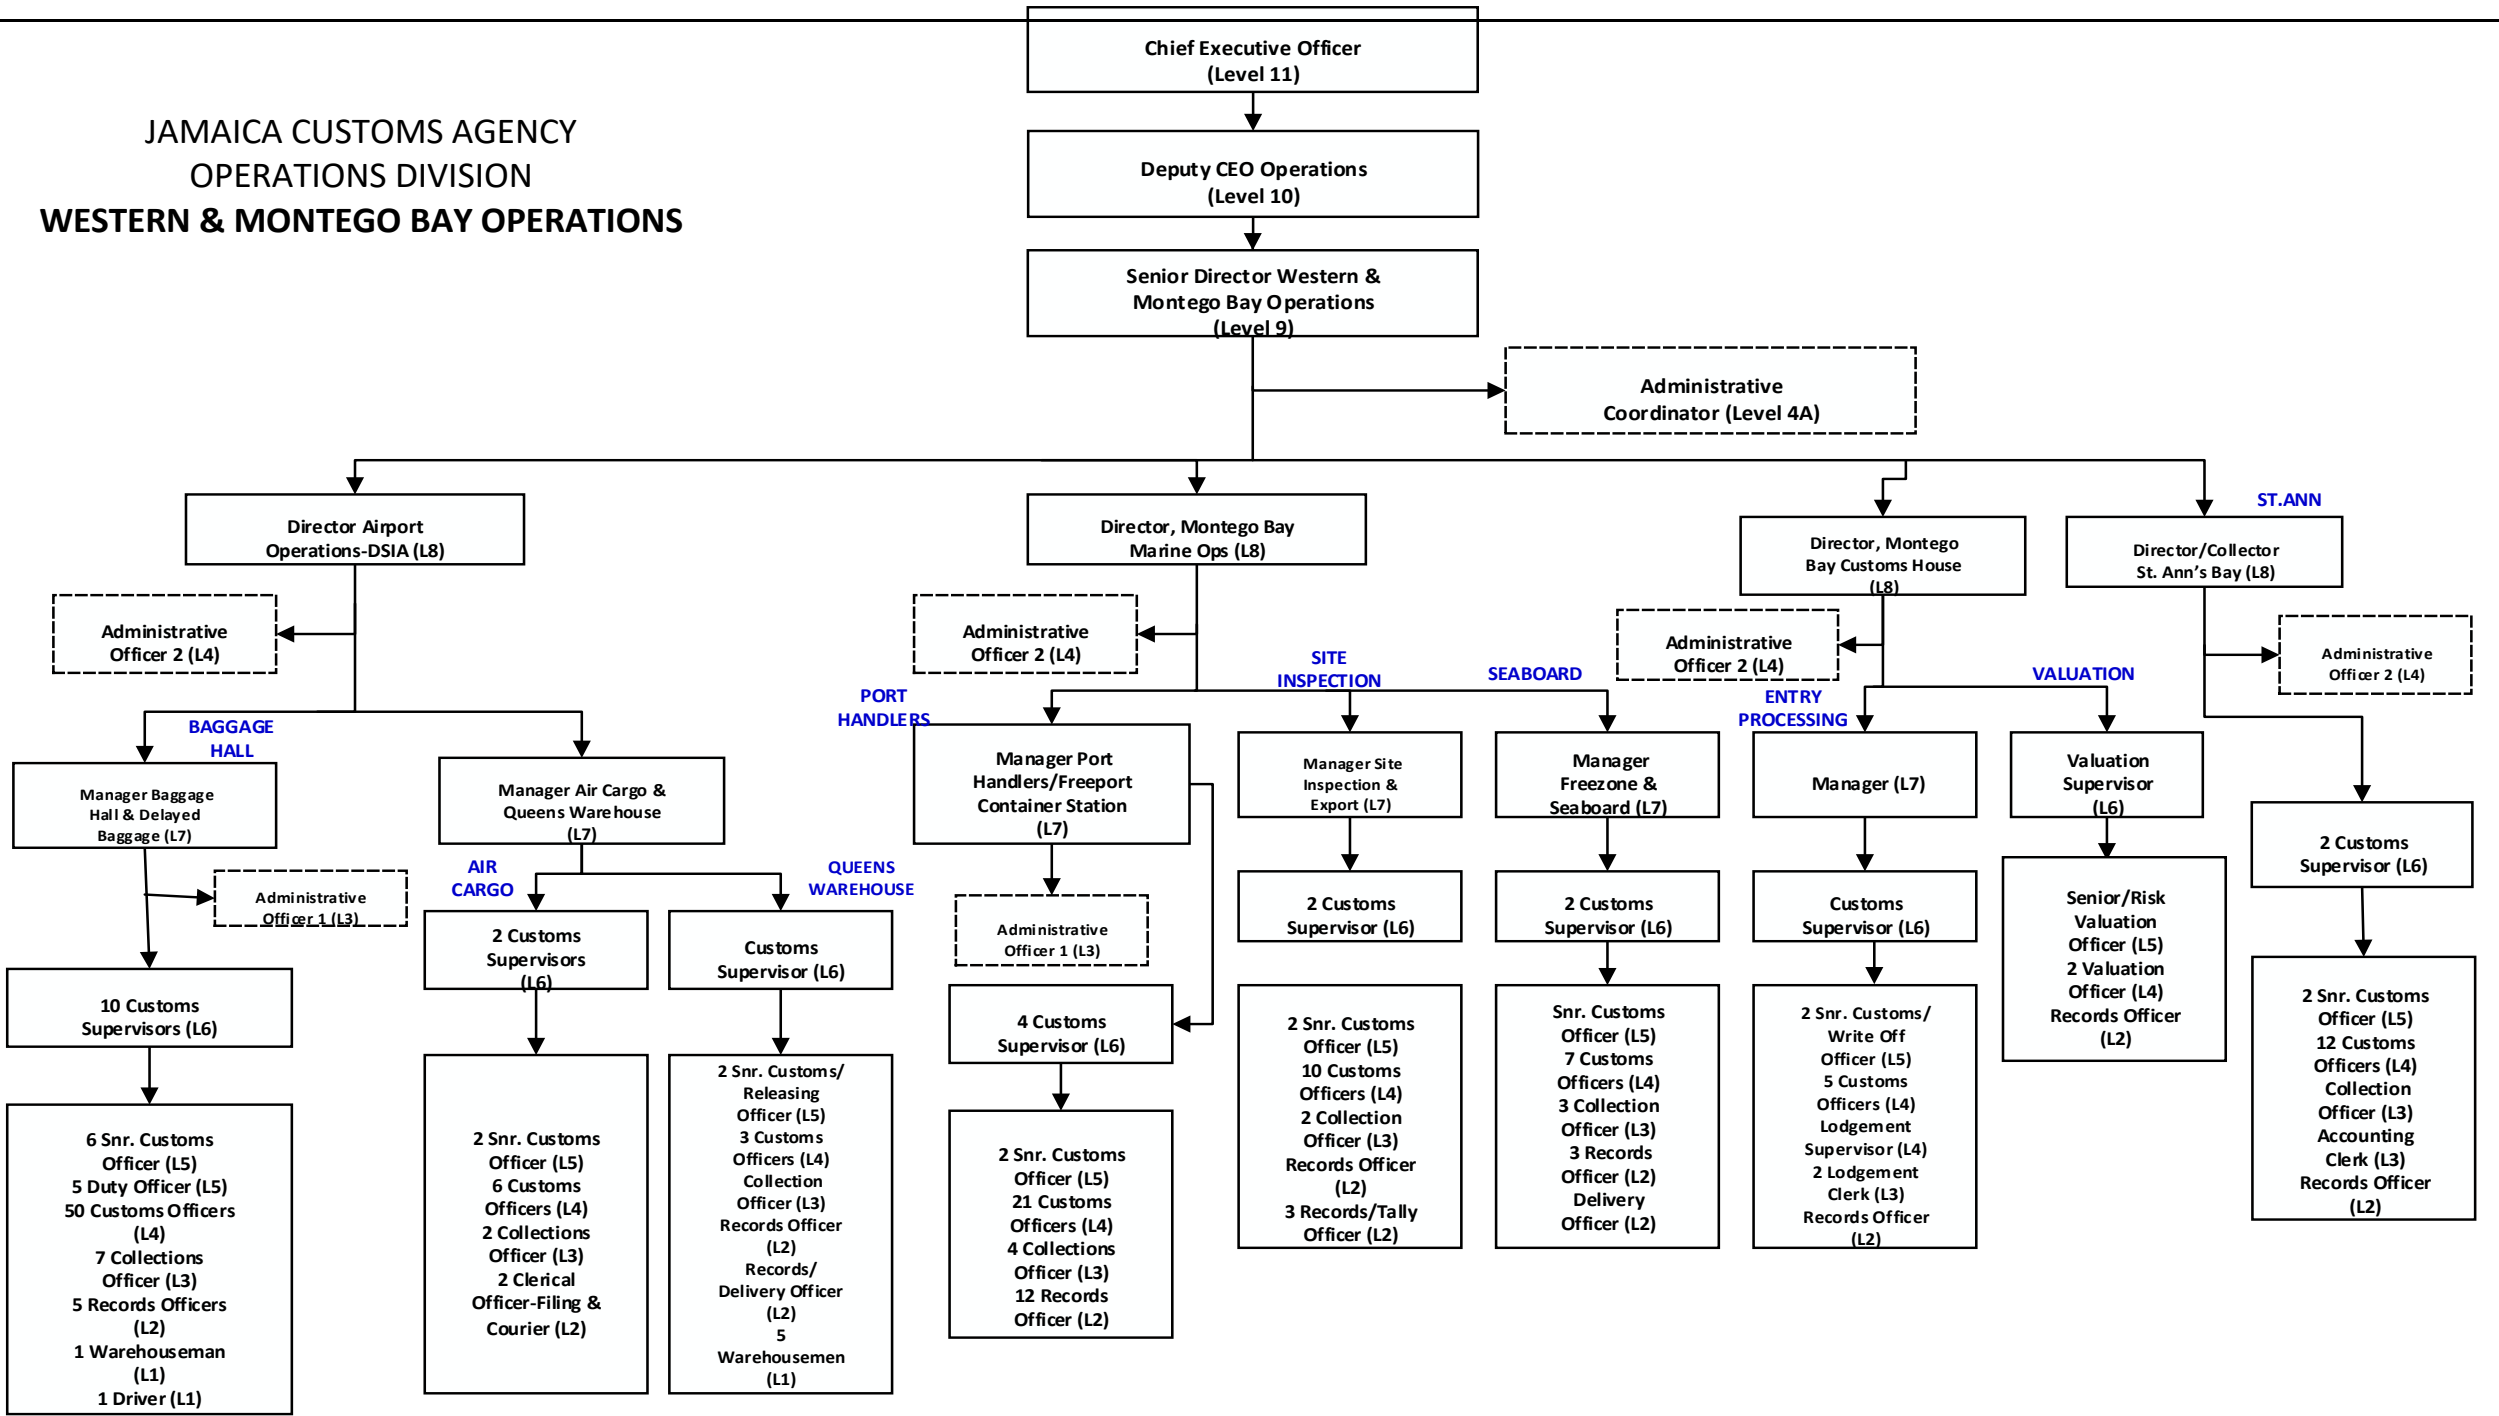 Chief Executive Officer
(Level 11)
JAMAICA CUSTOMS AGENCY
OPERATIONS DIVISION
WESTERN & MONTEGO BAY OPERATIONS
Deputy CEO Operations
(Level 10)
Senior Director Western &
Montego Bay Operations
(Level 9)
Administrative
Coordinator (Level 4A)
Director Airport
Operations-DSIA (L8)
Administrative
Officer 2 (L4)
BAGGAGE
HALL
Manager Baggage
Hall & Delayed
Baggage (L7)
Administrative
Officer 1 (L3)
10 Customs
Supervisors (L6)
6 Snr. Customs
Officer (L5)
5 Duty Officer (L5)
50 Customs Officers
(L4)
7 Collections
Officer (L3)
5 Records Officers
(L2)
1 Warehouseman
(L1)
1 Driver (L1)
Manager Air Cargo &
Queens Warehouse
(L7)
AIR
CARGO
2 Customs
Supervisors
(L6)
2 Snr. Customs
Officer (L5)
6 Customs
Officers (L4)
2 Collections
Officer (L3)
2 Clerical
Officer-Filing &
Courier (L2)
QUEENS
WAREHOUSE
Customs
Supervisor (L6)
2 Snr. Customs/
Releasing
Officer (L5)
3 Customs
Officers (L4)
Collection
Officer (L3)
Records Officer
(L2)
Records/
Delivery Officer
(L2)
5
Warehousemen
(L1)
Director, Montego Bay
Marine Ops (L8)
Administrative
Officer 2 (L4)
PORT
HANDLERS
Manager Port
Handlers/Freeport
Container Station
(L7)
Administrative
Officer 1 (L3)
4 Customs
Supervisor (L6)
2 Snr. Customs
Officer (L5)
21 Customs
Officers (L4)
4 Collections
Officer (L3)
12 Records
Officer (L2)
SITE
INSPECTION
Manager Site
Inspection &
Export (L7)
2 Customs
Supervisor (L6)
2 Snr. Customs
Officer (L5)
10 Customs
Officers (L4)
2 Collection
Officer (L3)
Records Officer
(L2)
3 Records/Tally
Officer (L2)
SEABOARD
Manager
Freezone &
Seaboard (L7)
2 Customs
Supervisor (L6)
Snr. Customs
Officer (L5)
7 Customs
Officers (L4)
3 Collection
Officer (L3)
3 Records
Officer (L2)
Delivery
Officer (L2)
Director, Montego
Bay Customs House
(L8)
Administrative
Officer 2 (L4)
ENTRY
PROCESSING
Manager (L7)
Customs
Supervisor (L6)
2 Snr. Customs/
Write Off
Officer (L5)
5 Customs
Officers (L4)
Lodgement
Supervisor (L4)
2 Lodgement
Clerk (L3)
Records Officer
(L2)
VALUATION
Valuation
Supervisor
(L6)
Senior/Risk
Valuation
Officer (L5)
2 Valuation
Officer (L4)
Records Officer
(L2)
ST.ANN
Director/Collector
St. Ann’s Bay (L8)
Administrative
Officer 2 (L4)
2 Customs
Supervisor (L6)
2 Snr. Customs
Officer (L5)
12 Customs
Officers (L4)
Collection
Officer (L3)
Accounting
Clerk (L3)
Records Officer
(L2)